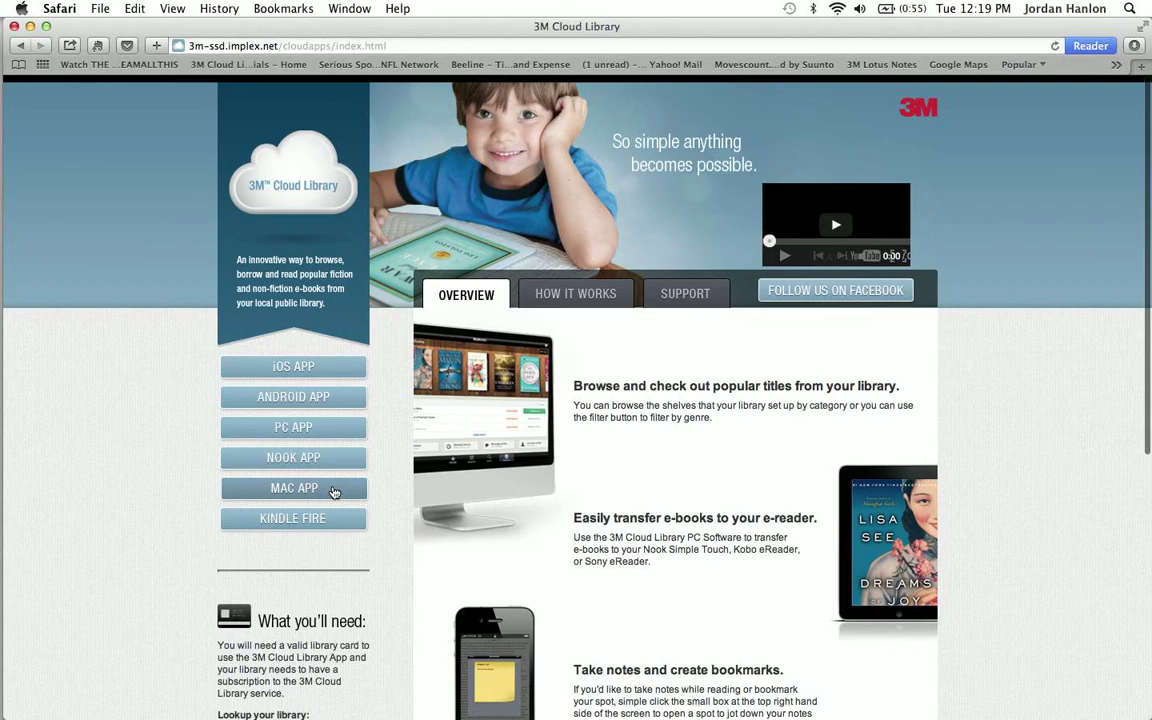 Safari File Edit View History Bookmarks Window Help (0:55) Tue 12:19 PM Jordan Hanlon
3M Cloud Library
3m-ssd.implex.net/cloudapps/index.html Reader
Watch THE ...EAMALLTHIS 3M Cloud Li...ials - Home Serious Spo...NFL Network Beeline - Ti...and Expense (1 unread) - ... Yahoo! Mail Movescount....d by Suunto 3M Lotus Notes Google Maps Popular
3M
So simple anything
becomes possible.
3M™ Cloud Library
YouTube 0:00
An innovative way to browse,
borrow and read popular fiction
and non-fiction e-books from
your local public library.
OVERVIEW HOW IT WORKS SUPPORT FOLLOW US ON FACEBOOK
iOS APP
ANDROID APP
PC APP
NOOK APP
MAC APP
KINDLE FIRE
Browse and check out popular titles from your library.
You can browse the shelves that your library set up by category or you can use
the filter button to filter by genre.
Easily transfer e-books to your e-reader.
Use the 3M Cloud Library PC Software to transfer
e-books to your Nook Simple Touch, Kobo eReader,
or Sony eReader.
LISA
SEE
DREAMS
OF JOY
What you'll need:
You will need a valid library card to
use the 3M Cloud Library App and
your library needs to have a
subscription to the 3M Cloud
Library service.
Lookup your library:
Take notes and create bookmarks.
If you'd like to take notes while reading or bookmark
your spot, simple click the small box at the top right hand
side of the screen to open a spot to jot down your notes